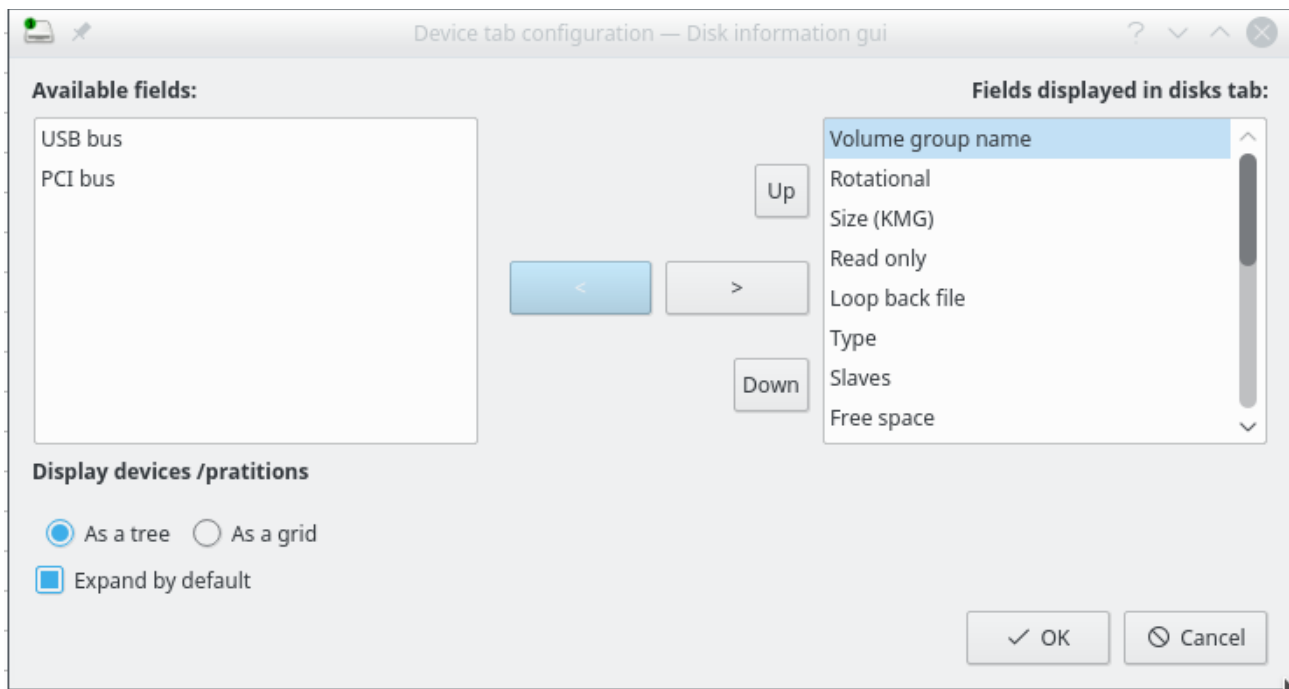 Device tab configuration — Disk information gui
Available fields:
Fields displayed in disks tab:
USB bus
PCI bus
Up
<
>
Down
Volume group name
Rotational
Size (KMG)
Read only
Loop back file
Type
Slaves
Free space
Display devices /pratitions
As a tree
As a grid
Expand by default
OK
Cancel